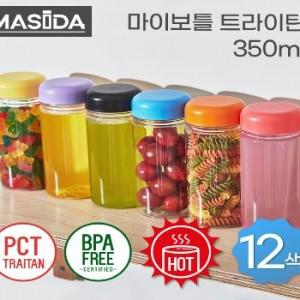 MASIDA
마이보틀 트라이탄
350m
PCT
TRAITAN
BPA
FREE
CERTIFIED
HOT
12